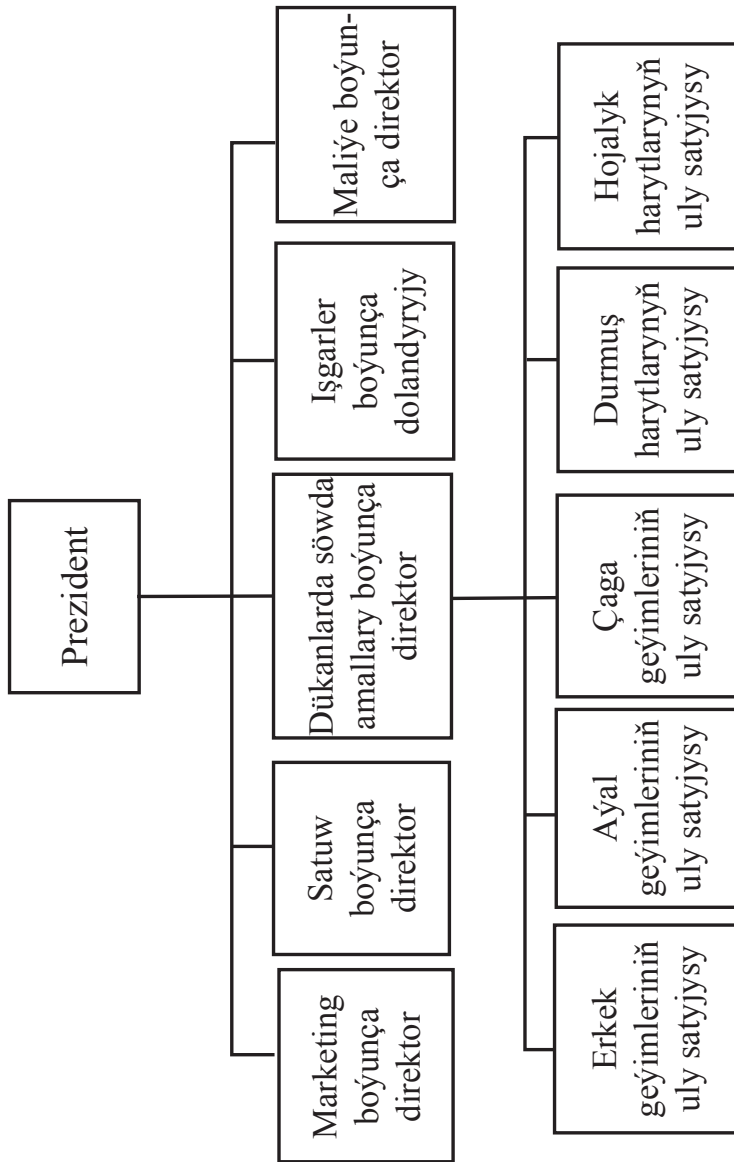 Prezident
Marketing
boýunça
direktor
Satuw
boýunça
direktor
Dükanlarda söwda
amallary boýunça
direktor
Işgarler
boýunça
dolandyryjy
Maliýe boýun-
ça direktor
Erkek
geýimleriniň
uly satyjysy
Aýal
geýimleriniň
uly satyjysy
Çaga
geýimleriniň
uly satyjysy
Durmuş
harytlarynyň
uly satyjysy
Hojalyk
harytlarynyň
uly satyjysy